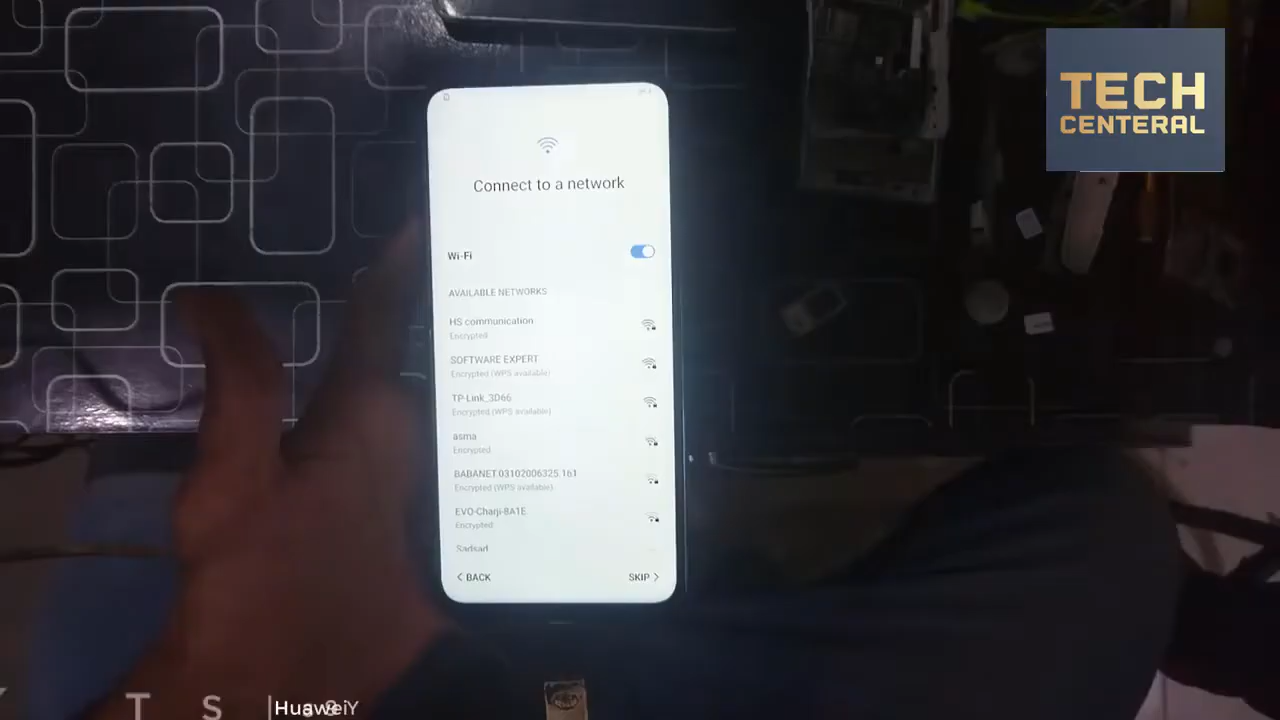 TECH
CENTERAL
Connect to a network
Wi-Fi
AVAILABLE NETWORKS
HS communication
Encrypted
SOFTWARE EXPERT
Encrypted (WPS available)
TP-Link_3D66
Encrypted (WPS available)
asma
Encrypted
BABANET.03102006325.1b1
Encrypted (WPS available)
EVO-Charji-8A1E
Encrypted
Sadsad
< BACK
SKIP >
T S
Huawei